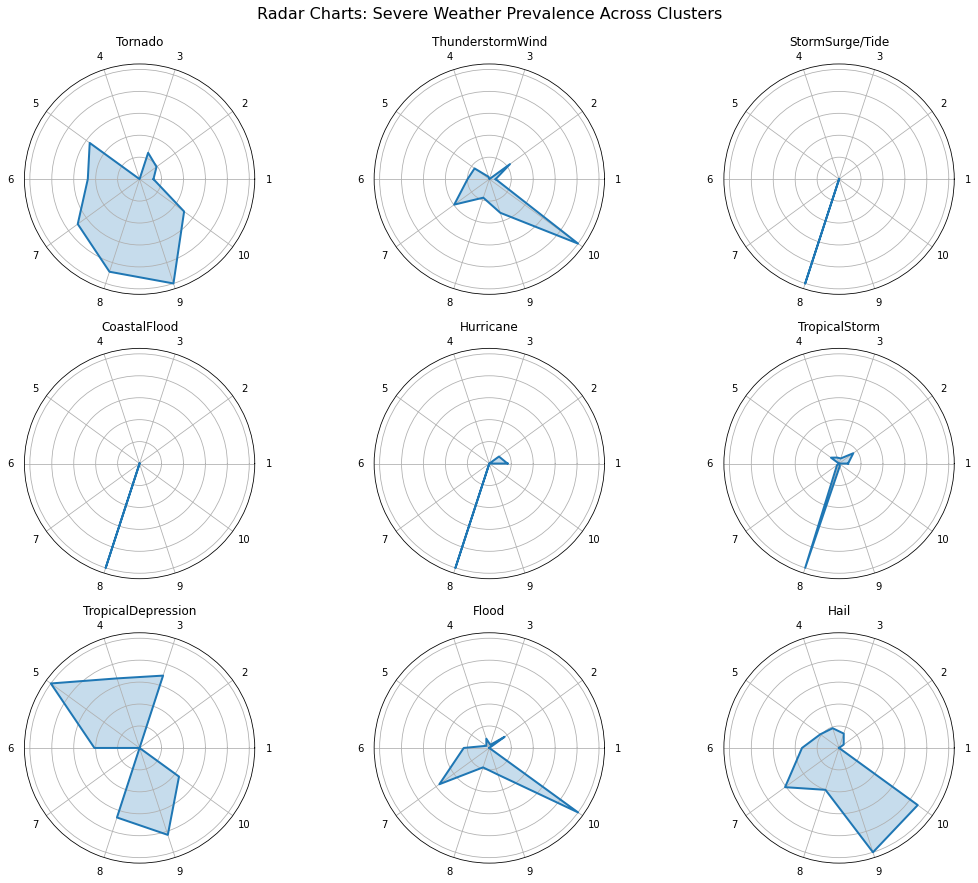 Radar Charts: Severe Weather Prevalence Across Clusters
Tornado ThunderstormWind StormSurge/Tide
4 3 4 3 4 3
5 2 5 2 5 2
6 1 6 1 6 1
7 10 7 10 7 10
8 9 8 9 8 9
CoastalFlood Hurricane TropicalStorm
4 3 4 3 4 3
5 2 5 2 5 2
6 1 6 1 6 1
7 10 7 10 7 10
8 9 8 9 8 9
TropicalDepression Flood Hail
4 3 4 3 4 3
5 2 5 2 5 2
6 1 6 1 6 1
7 10 7 10 7 10
8 9 8 9 8 9